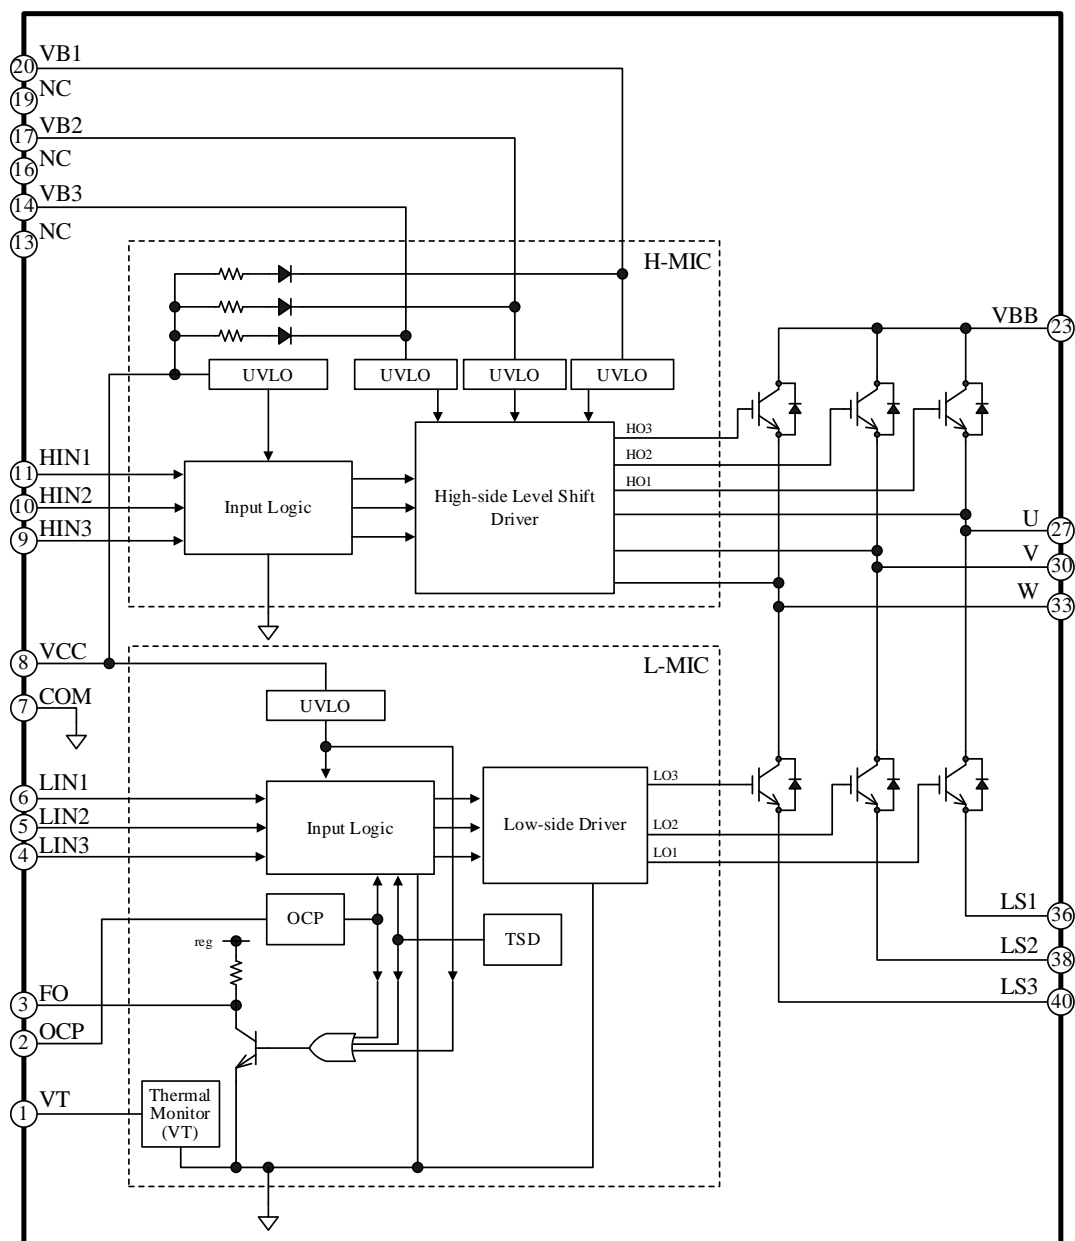 20 VB1
19 NC
17 VB2
16 NC
14 VB3
13 NC
H-MIC
VBB 23
UVLO UVLO UVLO UVLO
HO3
HO2
HO1
11 HIN1
10 HIN2
9 HIN3
Input Logic
High-side Level Shift
Driver
U 27
V 30
W 33
8 VCC
L-MIC
7 COM
UVLO
6 LIN1
5 LIN2
4 LIN3
Input Logic
Low-side Driver
LO3
LO2
LO1
OCP
TSD
LS1 36
LS2 38
LS3 40
reg
3 FO
2 OCP
1 VT
Thermal
Monitor
(VT)